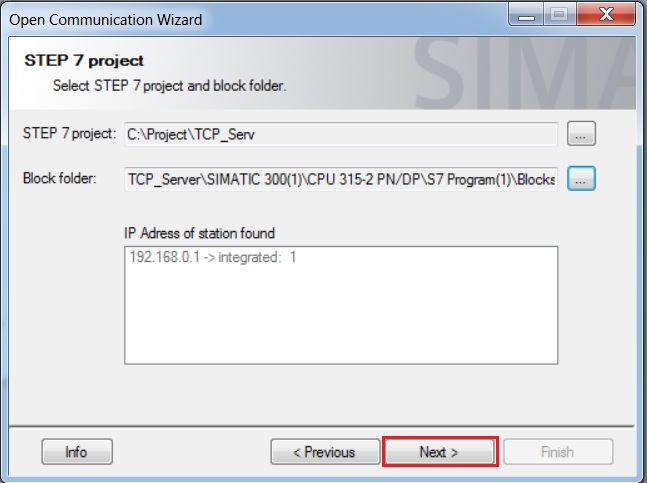 Open Communication Wizard
STEP 7 project
Select STEP 7 project and block folder.
SIMA
STEP 7 project: C:\Project\TCP_Serv ...
Block folder: TCP_Server\SIMATIC 300(1)\CPU 315-2 PN/DP\S7 Program(1)\Blocks ...
IP Adress of station found
192.168.0.1 -> integrated: 1
Info < Previous Next > Finish